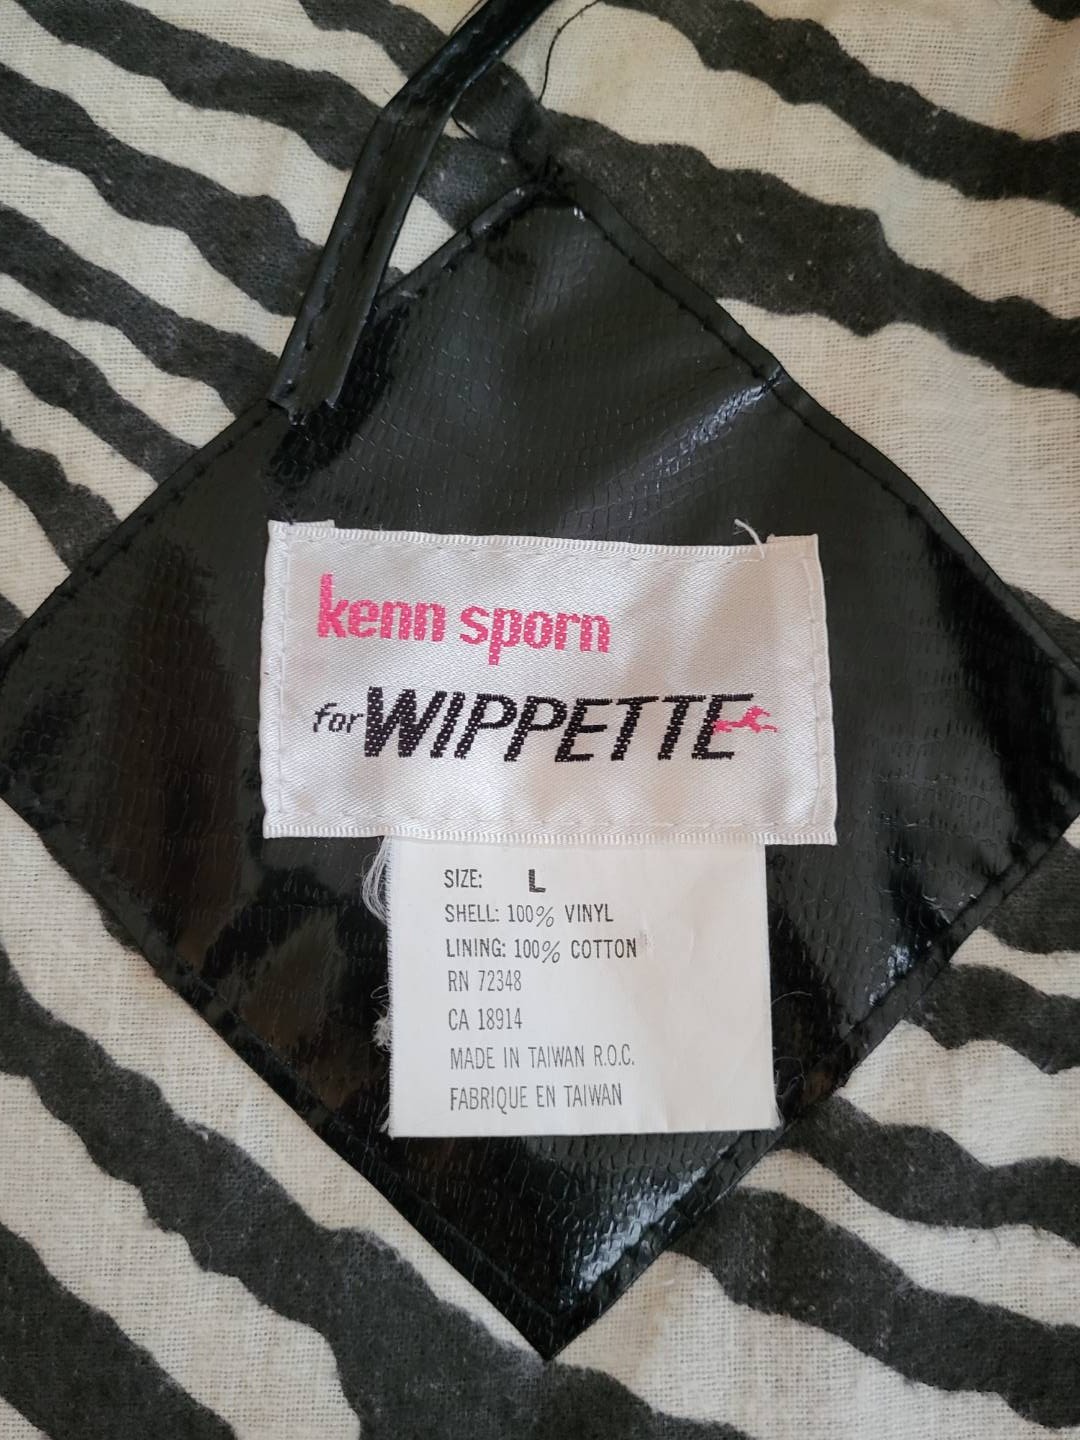 kenn sporn
for WIPPETTE
SIZE: L
SHELL: 100% VINYL
LINING: 100% COTTON
RN 72348
CA 18914
MADE IN TAIWAN R.O.C.
FABRIQUE EN TAIWAN